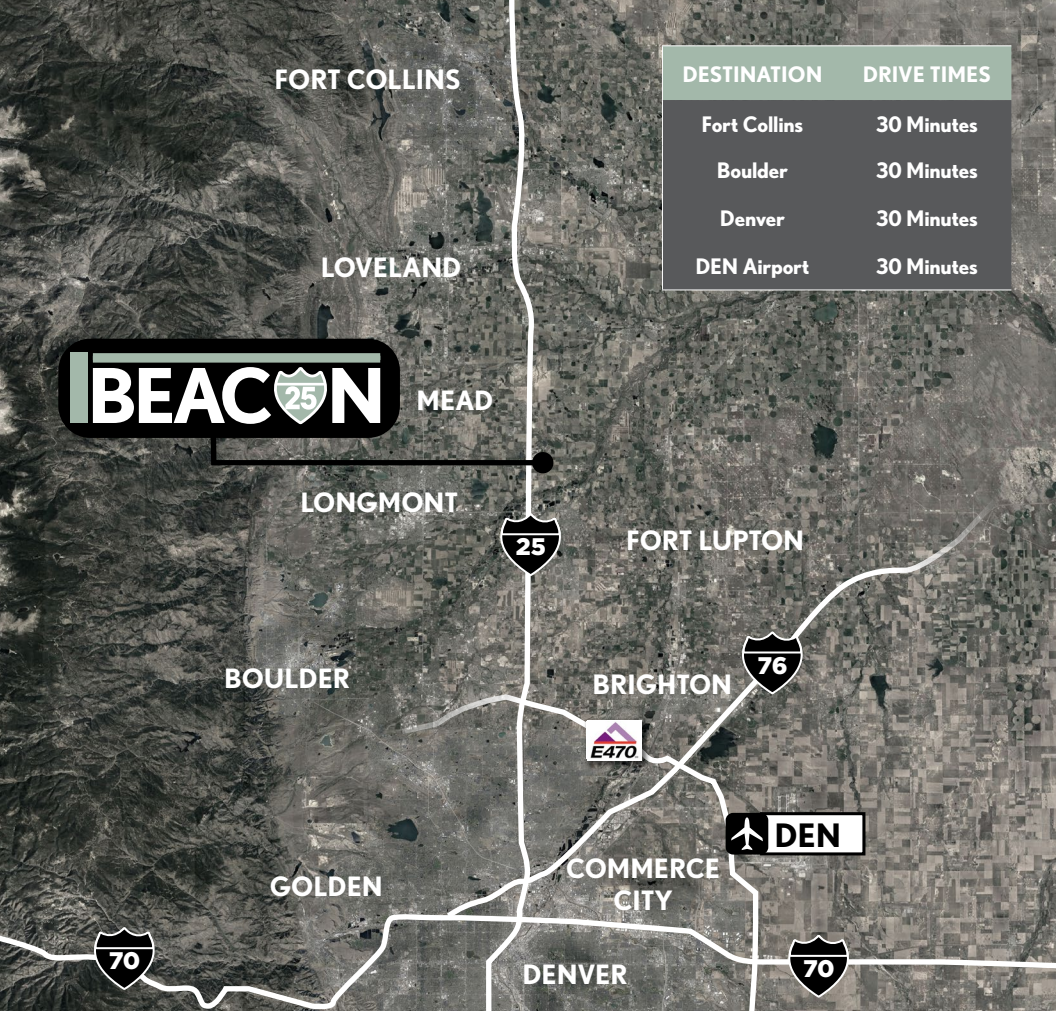 FORT COLLINS
DESTINATION DRIVE TIMES
Fort Collins 30 Minutes
Boulder 30 Minutes
Denver 30 Minutes
DEN Airport 30 Minutes
LOVELAND
BEACON
25
MEAD
LONGMONT
25
FORT LUPTON
76
BOULDER
BRIGHTON
E470
DEN
COMMERCE
CITY
GOLDEN
70
70
DENVER